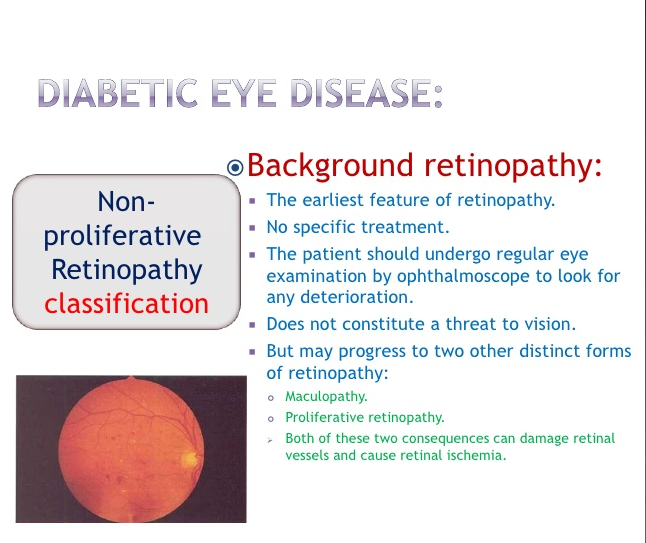 DIABETIC EYE DISEASE:
Non-
proliferative
Retinopathy
classification
Background retinopathy:
The earliest feature of retinopathy.
No specific treatment.
The patient should undergo regular eye
examination by ophthalmoscope to look for
any deterioration.
Does not constitute a threat to vision.
But may progress to two other distinct forms
of retinopathy:
Maculopathy.
Proliferative retinopathy.
Both of these two consequences can damage retinal
vessels and cause retinal ischemia.